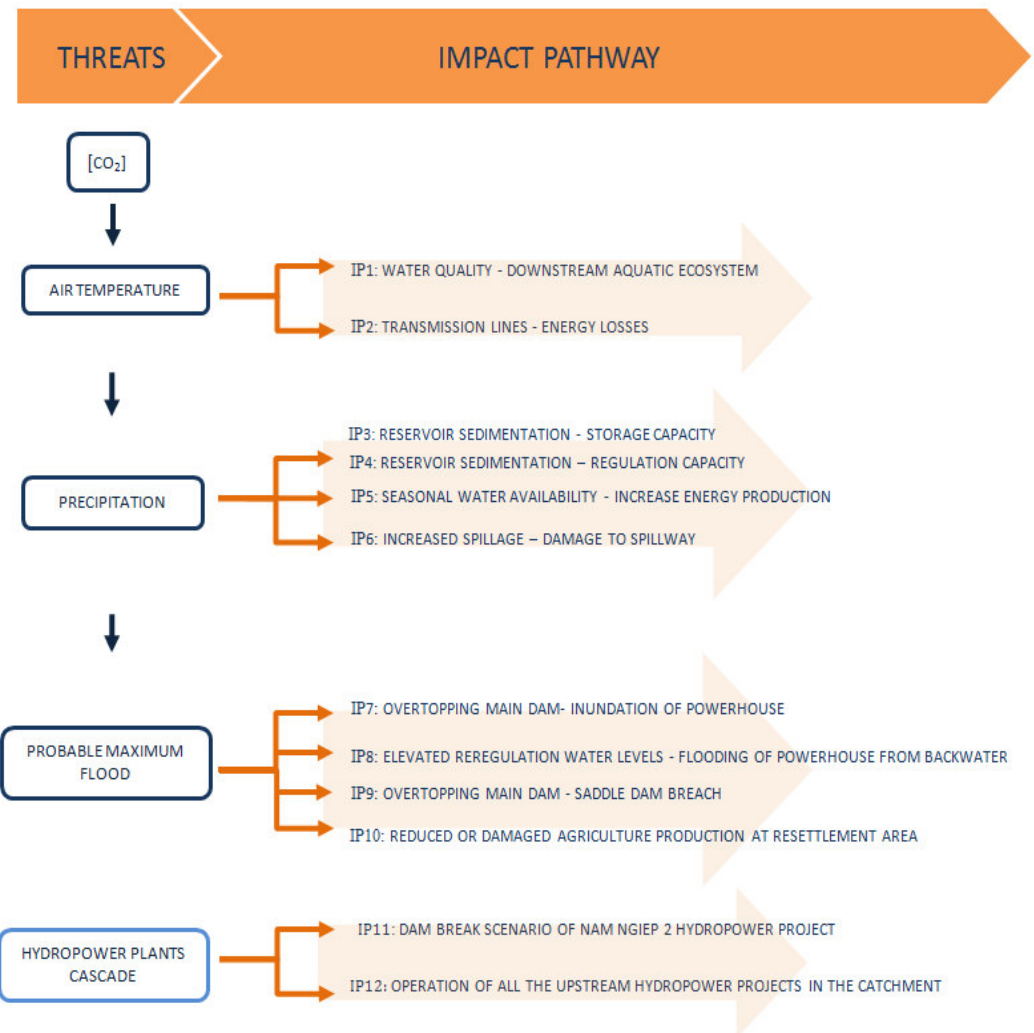 THREATS
IMPACT PATHWAY
[CO₂]
AIR TEMPERATURE
IP1: WATER QUALITY - DOWNSTREAM AQUATIC ECOSYSTEM
IP2: TRANSMISSION LINES - ENERGY LOSSES
PRECIPITATION
IP3: RESERVOIR SEDIMENTATION - STORAGE CAPACITY
IP4: RESERVOIR SEDIMENTATION – REGULATION CAPACITY
IP5: SEASONAL WATER AVAILABILITY - INCREASE ENERGY PRODUCTION
IP6: INCREASED SPILLAGE – DAMAGE TO SPILLWAY
PROBABLE MAXIMUM
FLOOD
IP7: OVERTOPPING MAIN DAM- INUNDATION OF POWERHOUSE
IP8: ELEVATED REREGULATION WATER LEVELS - FLOODING OF POWERHOUSE FROM BACKWATER
IP9: OVERTOPPING MAIN DAM - SADDLE DAM BREACH
IP10: REDUCED OR DAMAGED AGRICULTURE PRODUCTION AT RESETTLEMENT AREA
HYDROPOWER PLANTS
CASCADE
IP11: DAM BREAK SCENARIO OF NAM NGIEP 2 HYDROPOWER PROJECT
IP12: OPERATION OF ALL THE UPSTREAM HYDROPOWER PROJECTS IN THE CATCHMENT